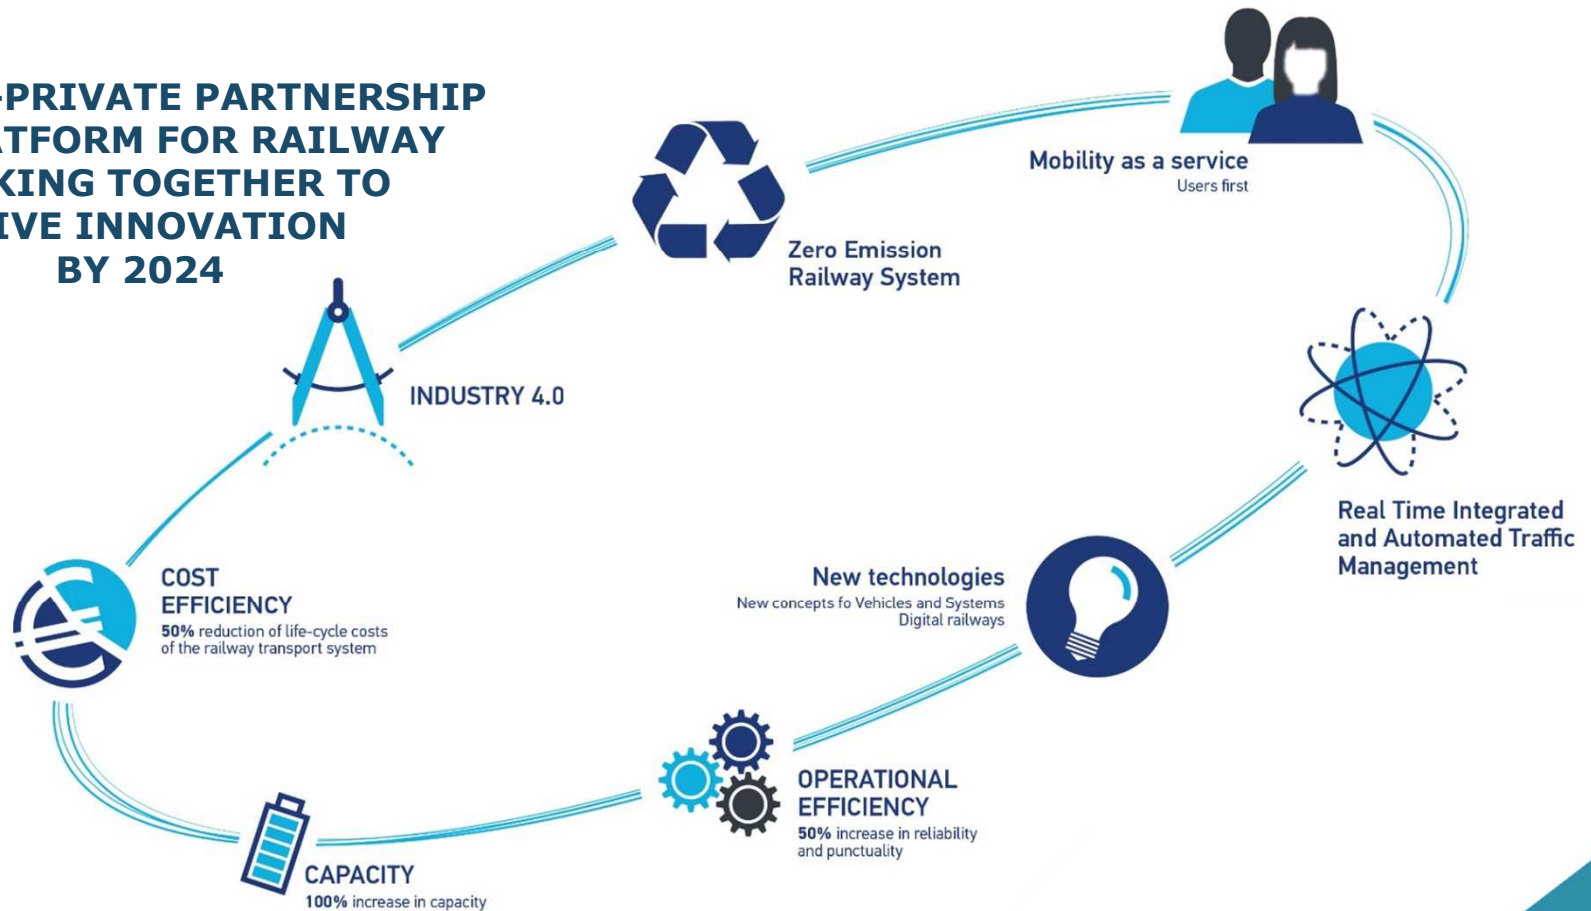 -PRIVATE PARTNERSHIP
ATFORM FOR RAILWAY
KING TOGETHER TO
IVE INNOVATION
BY 2024
Mobility as a service
Users first
Zero Emission
Railway System
INDUSTRY 4.0
Real Time Integrated
and Automated Traffic
Management
COST
EFFICIENCY
50% reduction of life-cycle costs
of the railway transport system
New technologies
New concepts fo Vehicles and Systems
Digital railways
OPERATIONAL
EFFICIENCY
50% increase in reliability
and punctuality
CAPACITY
100% increase in capacity